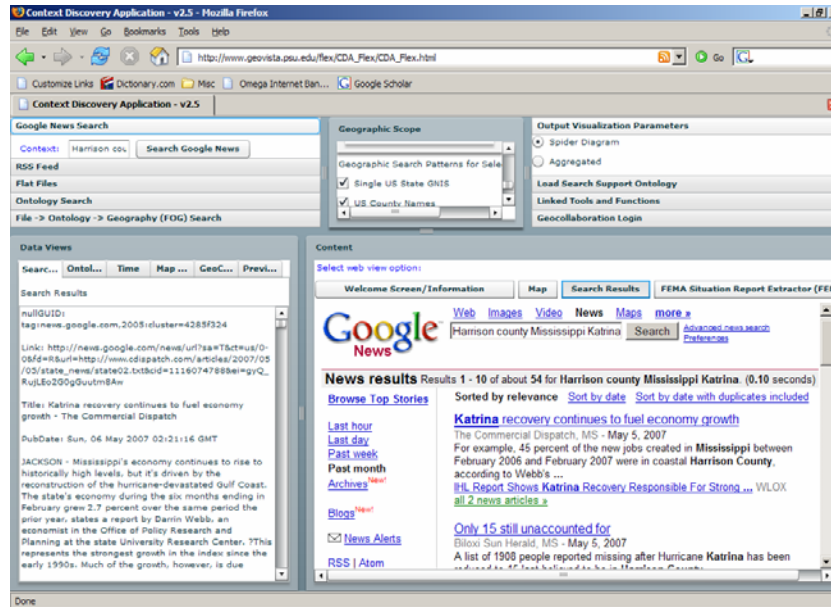 Context Discovery Application - v2.5 - Mozilla Firefox
File Edit View Go Bookmarks Tools Help
http://www.geovista.psu.edu/flex/CDA_Flex/CDA_Flex.html
Go
Customize Links Dictionary.com Misc Omega Internet Ban... Google Scholar
Context Discovery Application - v2.5
Google News Search
Context: Harrison cou Search Google News
RSS Feed
Flat Files
Ontology Search
File -> Ontology -> Geography (FOG) Search
Geographic Scope
Geographic Search Patterns for Sele
Single US State GNIS
US County Names
Output Visualization Parameters
Spider Diagram
Aggregated
Load Search Support Ontology
Linked Tools and Functions
Geocollaboration Login
Data Views
Searc... Ontol... Time Map ... GeoC... Previ...
Search Results
nullGUID:
tag:news.google.com,2005:cluster=4285f324
Link: http://news.google.com/news/url?sa=T&ct=us/0-
0&fd=R&url=http://www.cdispatch.com/articles/2007/05
/05/state_news/state02.txt&cid=1116074788&ei=gyQ_
RujLEo2G0gGuutm8Aw
Title: Katrina recovery continues to fuel economy
growth - The Commercial Dispatch
PubDate: Sun, 06 May 2007 02:21:16 GMT
JACKSON - Mississippi's economy continues to rise to
historically high levels, but it's driven by the
reconstruction of the hurricane-devastated Gulf Coast.
The state's economy during the six months ending in
February grew 2.7 percent over the same period the
prior year, states a report by Darrin Webb, an
economist in the Office of Policy Research and
Planning at the state University Research Center. ?This
represents the strongest growth in the index since the
early 1990s. Much of the growth, however, is due
Content
Select web view option:
Welcome Screen/Information Map Search Results FEMA Situation Report Extractor (FE
Google News
Web Images Video News Maps more »
Harrison county Mississippi Katrina Search Advanced news search
Preferences
News results Results 1 - 10 of about 54 for Harrison county Mississippi Katrina. (0.10 seconds)
Browse Top Stories
Last hour
Last day
Past week
Past month
Archives New!
Blogs New!
News Alerts
RSS | Atom
Sorted by relevance Sort by date Sort by date with duplicates included
Katrina recovery continues to fuel economy growth
The Commercial Dispatch, MS - May 5, 2007
For example, 45 percent of the new jobs created in Mississippi between
February 2006 and February 2007 were in coastal Harrison County,
according to Webb's ...
IHL Report Shows Katrina Recovery Responsible For Strong ... WLOX
all 2 news articles »
Only 15 still unaccounted for
Biloxi Sun Herald, MS - May 5, 2007
A list of 1908 people reported missing after Hurricane Katrina has been
Done